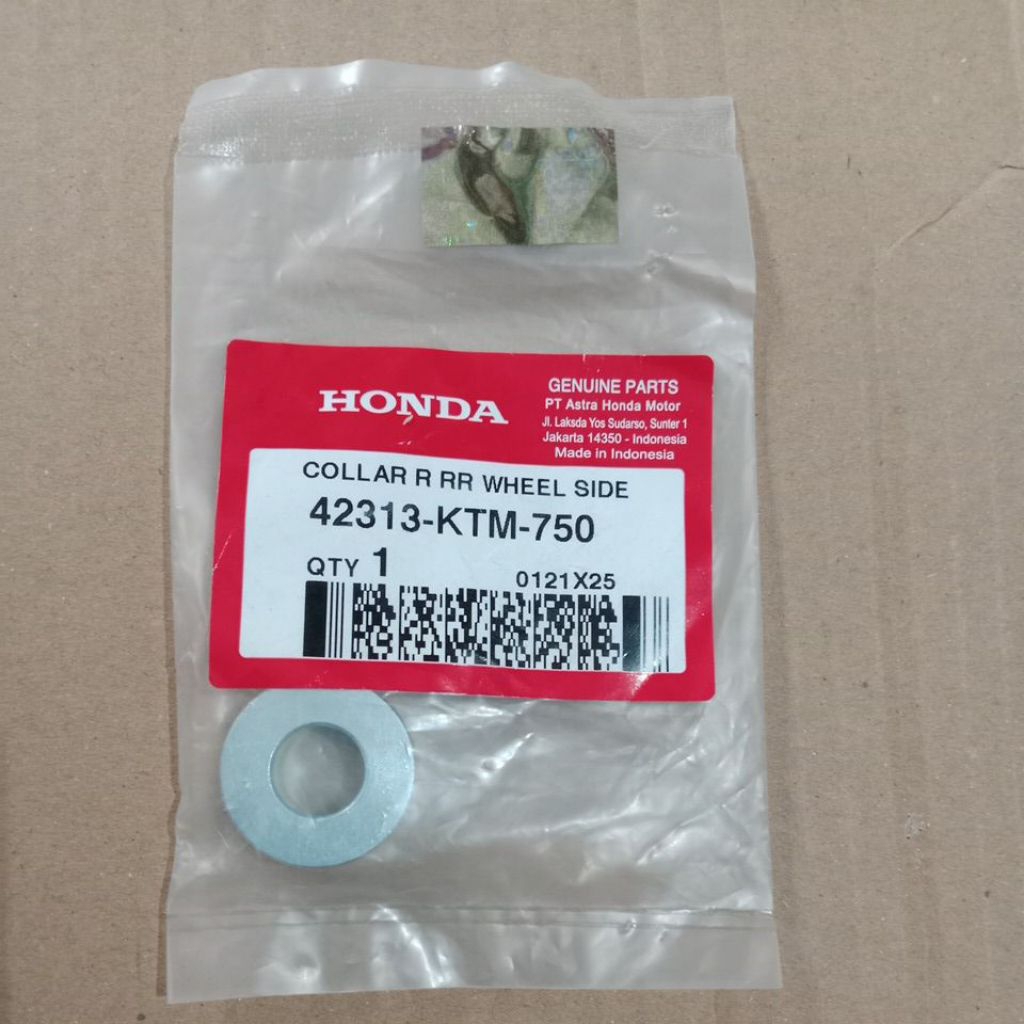 HONDA
GENUINE PARTS
PT Astra Honda Motor
Jl. Laksda Yos Sudarso, Sunter 1
Jakarta 14350 - Indonesia
Made in Indonesia
COLLAR R RR WHEEL SIDE
42313-KTM-750
QTY 1
0121X25